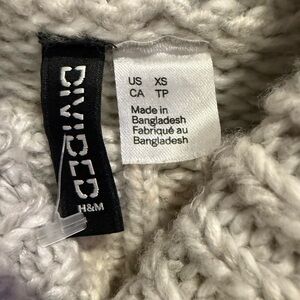 DIVIDED
H&M
US XS
CA TP
Made in
Bangladesh
Fabriqué au
Bangladesh